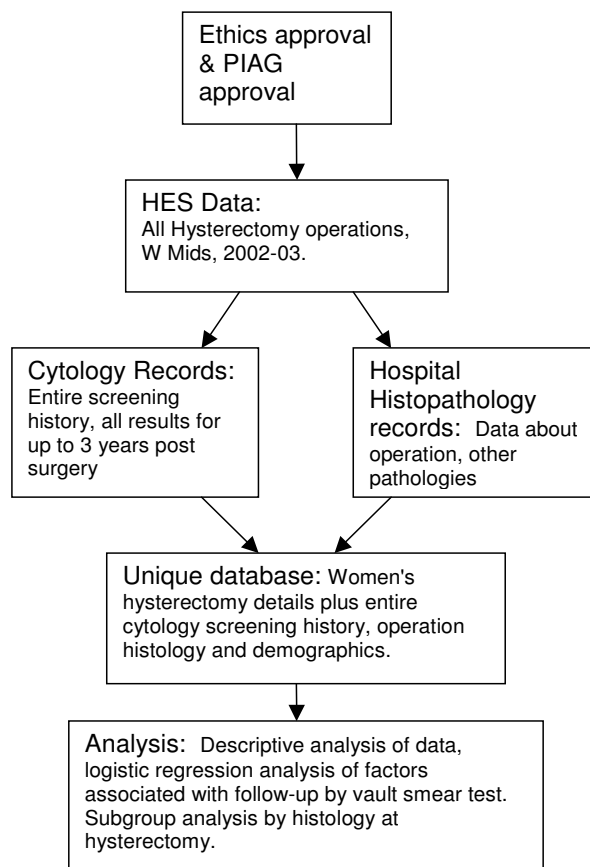 Ethics approval
& PIAG
approval
HES Data:
All Hysterectomy operations,
W Mids, 2002-03.
Cytology Records:
Entire screening
history, all results for
up to 3 years post
surgery
Hospital
Histopathology
records: Data about
operation, other
pathologies
Unique database: Women's
hysterectomy details plus entire
cytology screening history, operation
histology and demographics.
Analysis: Descriptive analysis of data,
logistic regression analysis of factors
associated with follow-up by vault smear test.
Subgroup analysis by histology at
hysterectomy.